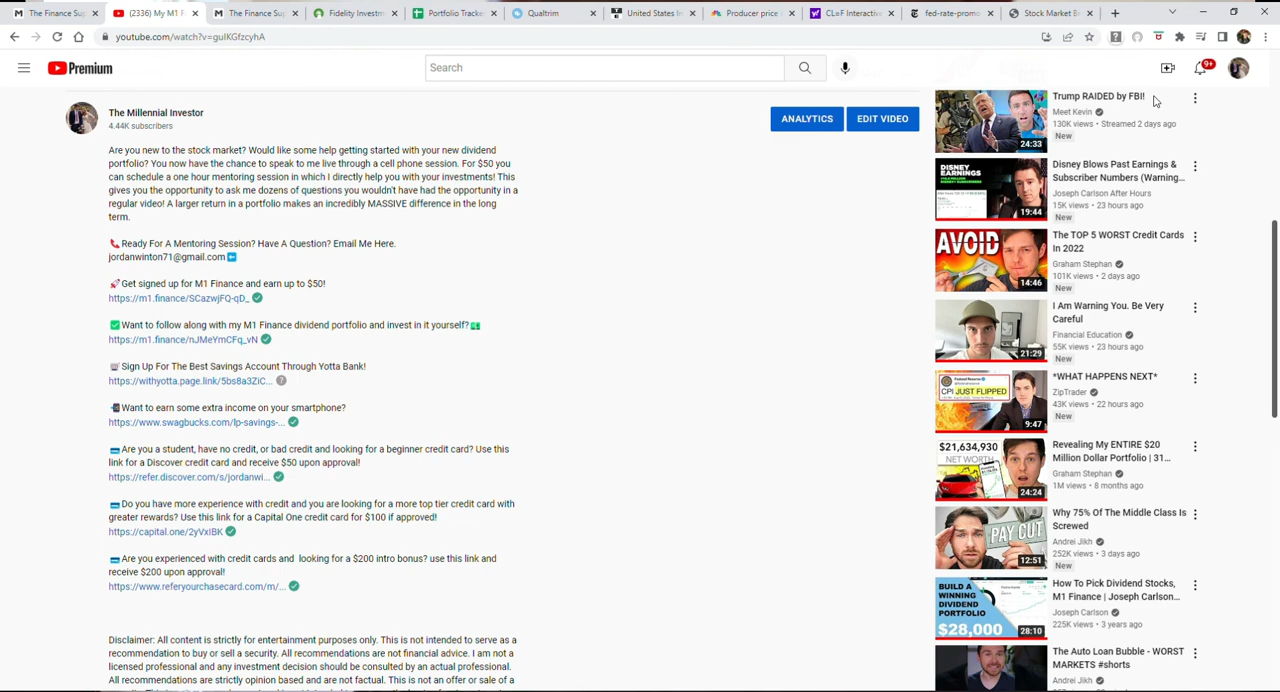 The Finance Sup
(2336) My M1 F
The Finance Sup
Fidelity Investm
Portfolio Tracke
Qualtrim
United States In
Producer price
CL=F Interactiv
fed-rate-promo
Stock Market B
youtube.com/watch?v=guIKGfzcyhA
Premium
Search
9+
The Millennial Investor
4.44K subscribers
ANALYTICS
EDIT VIDEO
Are you new to the stock market? Would like some help getting started with your new dividend
portfolio? You now have the chance to speak to me live through a cell phone session. For $50 you
can schedule a one hour mentoring session in which I directly help you with your investments! This
gives you the opportunity to ask me dozens of questions you wouldn't have had the opportunity in a
regular video! A larger return in a portfolio makes an incredibly MASSIVE difference in the long
term.
Ready For A Mentoring Session? Have A Question? Email Me Here.
jordanwinton71@gmail.com
Get signed up for M1 Finance and earn up to $50!
https://m1.finance/SCazwjFQ-qD_
Want to follow along with my M1 Finance dividend portfolio and invest in it yourself?
https://m1.finance/nJMeYmCFq_vN
Sign Up For The Best Savings Account Through Yotta Bank!
https://withyotta.page.link/5bs8a3ZiC...
Want to earn some extra income on your smartphone?
https://www.swagbucks.com/lp-savings-...
Are you a student, have no credit, or bad credit and looking for a beginner credit card? Use this
link for a Discover credit card and receive $50 upon approval!
https://refer.discover.com/s/jordanwi...
Do you have more experience with credit and you are looking for a more top tier credit card with
greater rewards? Use this link for a Capital One credit card for $100 if approved!
https://capital.one/2yVxIBK
Are you experienced with credit cards and looking for a $200 intro bonus? use this link and
receive $200 upon approval!
https://www.referyourchasecard.com/m/...
Disclaimer: All content is strictly for entertainment purposes only. This is not intended to serve as a
recommendation to buy or sell a security. All recommendations are not financial advice. I am not a
licensed professional and any investment decision should be consulted by an actual professional.
All recommendations are strictly opinion based and are not factual. This is not an offer or sale of a
24:33
Trump RAIDED by FBI!
Meet Kevin
130K views • Streamed 2 days ago
New
DISNEY
EARNINGS
19:44
Disney Blows Past Earnings &
Subscriber Numbers (Warning...
Joseph Carlson After Hours
15K views • 23 hours ago
New
AVOID
14:46
The TOP 5 WORST Credit Cards
In 2022
Graham Stephan
101K views • 2 days ago
New
21:29
I Am Warning You. Be Very
Careful
Financial Education
55K views • 23 hours ago
New
Federal Reserve
CPI JUST FLIPPED
9:47
*WHAT HAPPENS NEXT*
ZipTrader
43K views • 22 hours ago
New
$21,634,930
NET WORTH
24:24
Revealing My ENTIRE $20
Million Dollar Portfolio | 31...
Graham Stephan
1M views • 8 months ago
PAY CUT
12:51
Why 75% Of The Middle Class Is
Screwed
Andrei Jikh
252K views • 3 days ago
New
BUILD A
WINNING
DIVIDEND
PORTFOLIO
$28,000
28:10
How To Pick Dividend Stocks,
M1 Finance | Joseph Carlson...
Joseph Carlson
225K views • 3 years ago
The Auto Loan Bubble - WORST
MARKETS #shorts
Andrei Jikh